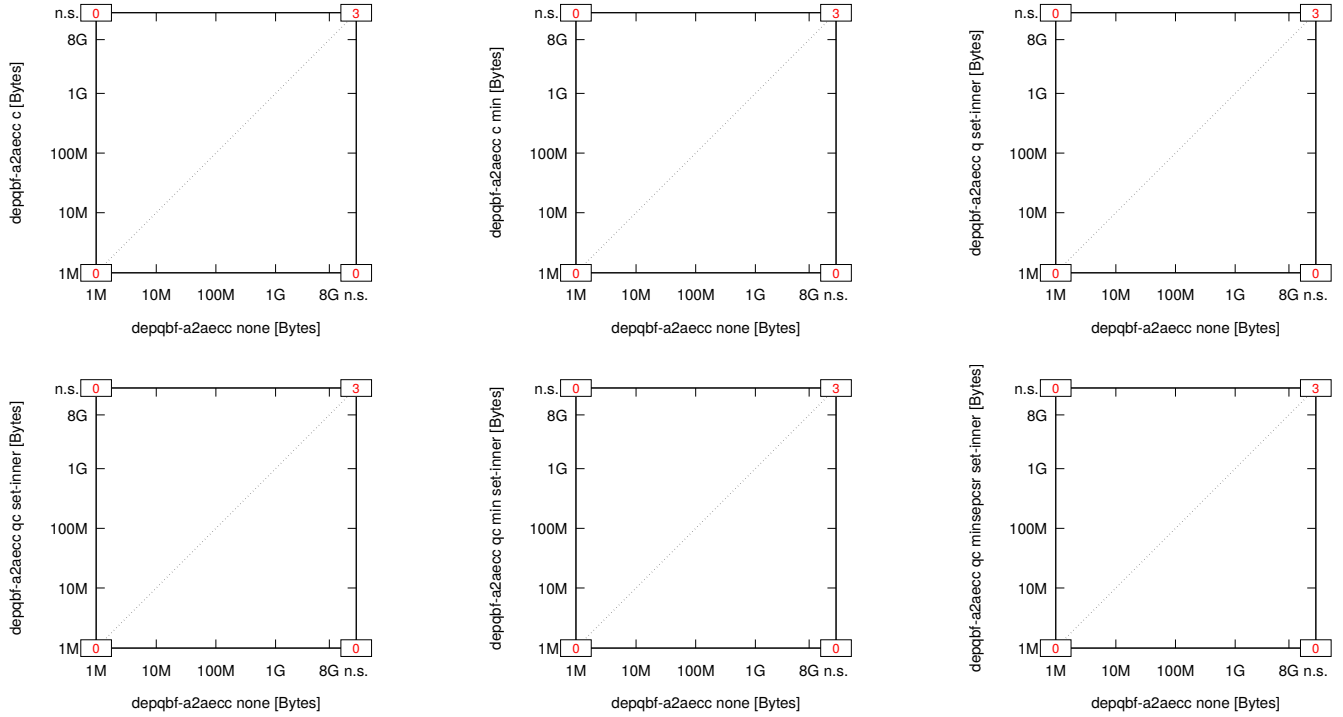 n.s. 0 3
8G
1G
100M
10M
1M 0 0
1M 10M 100M 1G 8G n.s.
depqbf-a2aecc none [Bytes]
depqbf-a2aecc c [Bytes]
n.s. 0 3
8G
1G
100M
10M
1M 0 0
1M 10M 100M 1G 8G n.s.
depqbf-a2aecc none [Bytes]
depqbf-a2aecc c min [Bytes]
n.s. 0 3
8G
1G
100M
10M
1M 0 0
1M 10M 100M 1G 8G n.s.
depqbf-a2aecc none [Bytes]
depqbf-a2aecc q set-inner [Bytes]
n.s. 0 3
8G
1G
100M
10M
1M 0 0
1M 10M 100M 1G 8G n.s.
depqbf-a2aecc none [Bytes]
depqbf-a2aecc qc set-inner [Bytes]
n.s. 0 3
8G
1G
100M
10M
1M 0 0
1M 10M 100M 1G 8G n.s.
depqbf-a2aecc none [Bytes]
depqbf-a2aecc qc min set-inner [Bytes]
n.s. 0 3
8G
1G
100M
10M
1M 0 0
1M 10M 100M 1G 8G n.s.
depqbf-a2aecc none [Bytes]
depqbf-a2aecc qc minsepcsr set-inner [Bytes]